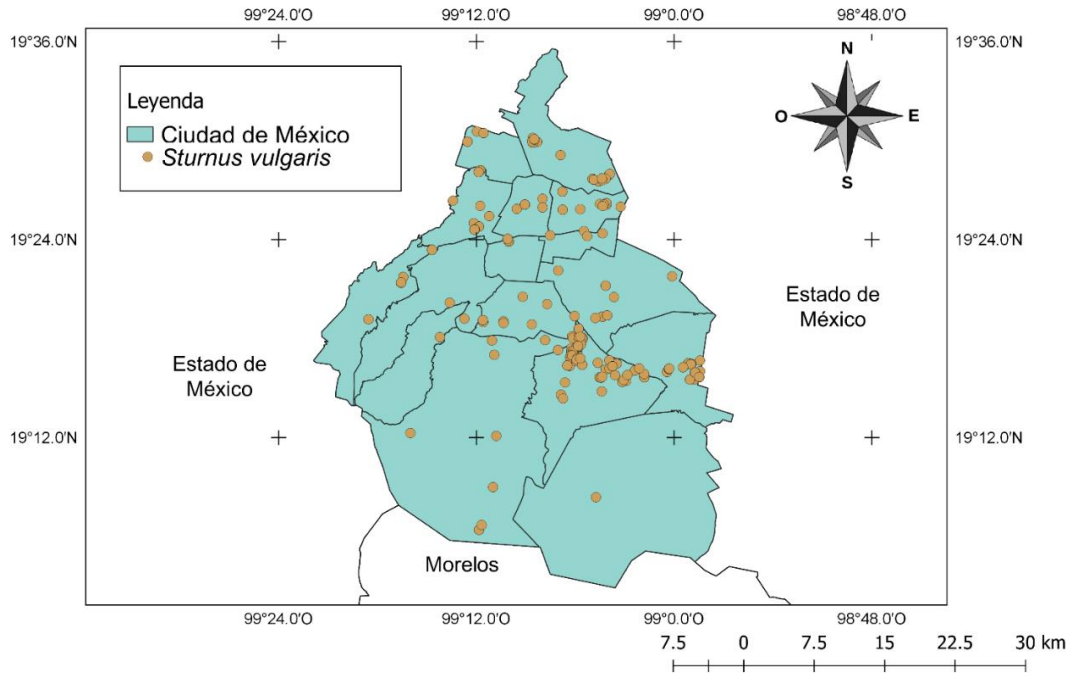 99°24.0'O 99°12.0'O 99°0.0'O 98°48.0'O
19°36.0'N 19°36.0'N
N
Leyenda
Ciudad de México
O E
Sturnus vulgaris
S
19°24.0'N 19°24.0'N
Estado de
México
Estado de
México
19°12.0'N 19°12.0'N
Morelos
99°24.0'O 99°12.0'O 99°0.0'O 98°48.0'O
7.5 0 7.5 15 22.5 30 km